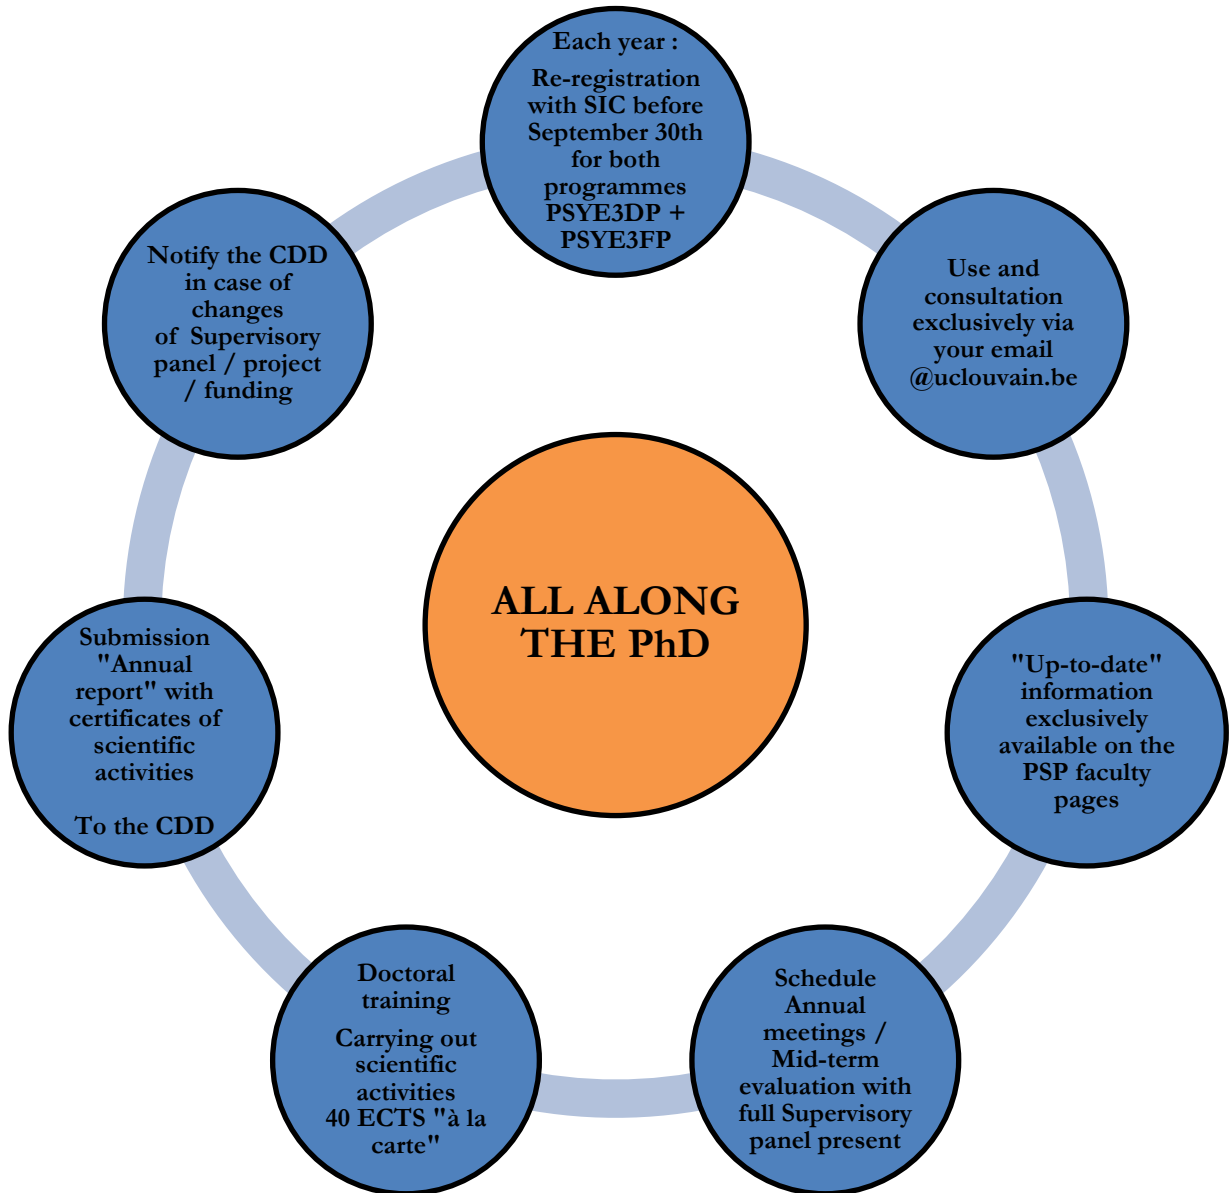 Each year :
Re-registration
with SIC before
September 30th
for both
programmes
PSYE3DP +
PSYE3FP
Use and
consultation
exclusively via
your email
@uclouvain.be
"Up-to-date"
information
exclusively
available on the
PSP faculty
pages
Schedule
Annual
meetings /
Mid-term
evaluation with
full Supervisory
panel present
Doctoral
training
Carrying out
scientific
activities
40 ECTS "à la
carte"
Submission
"Annual
report" with
certificates of
scientific
activities
To the CDD
Notify the CDD
in case of
changes
of Supervisory
panel / project
/ funding
ALL ALONG
THE PhD